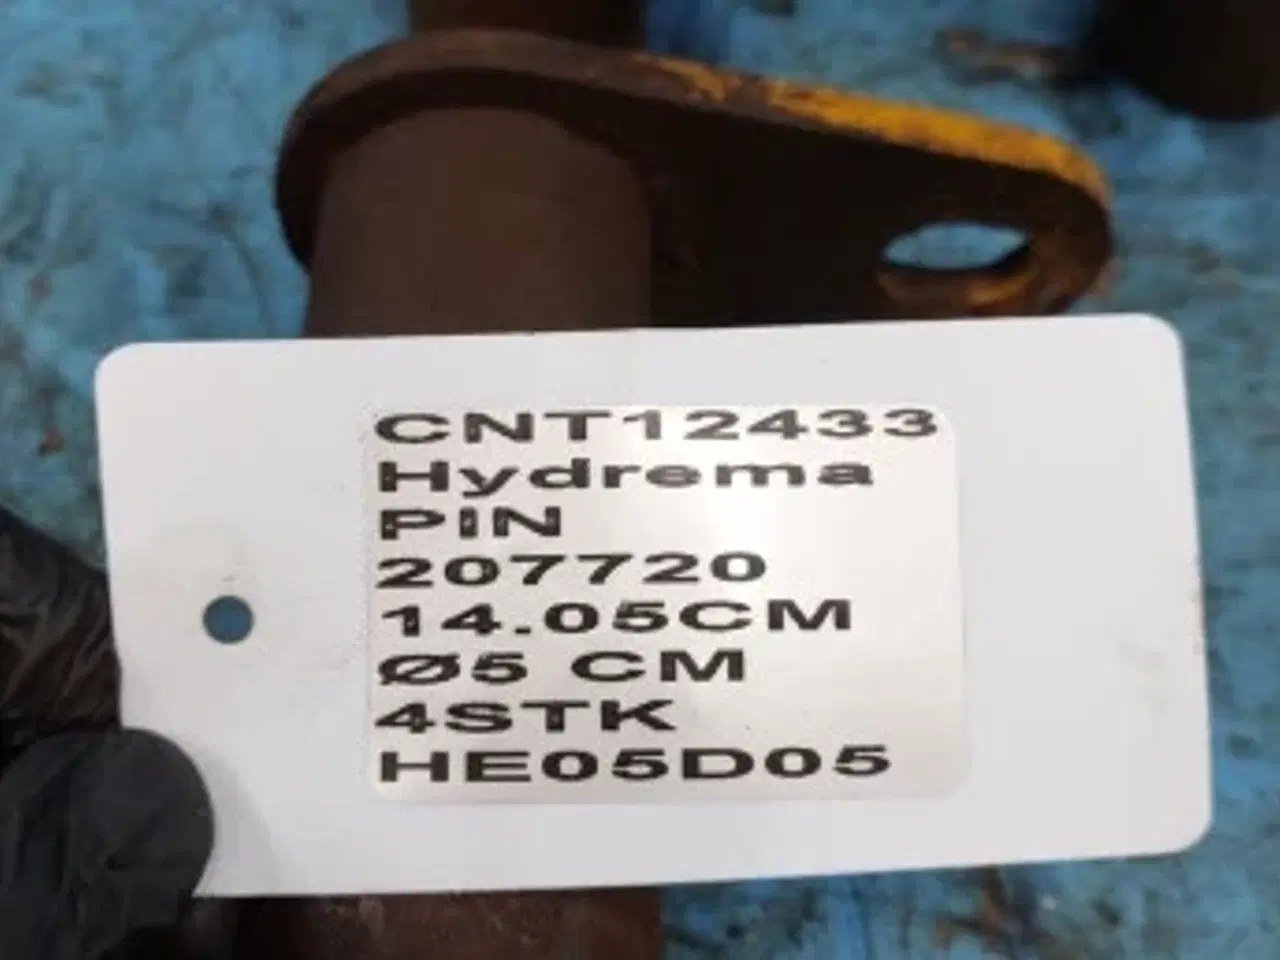 CNT12433
Hydrema
PIN
207720
14.05CM
Ø5 CM
4STK
HE05D05